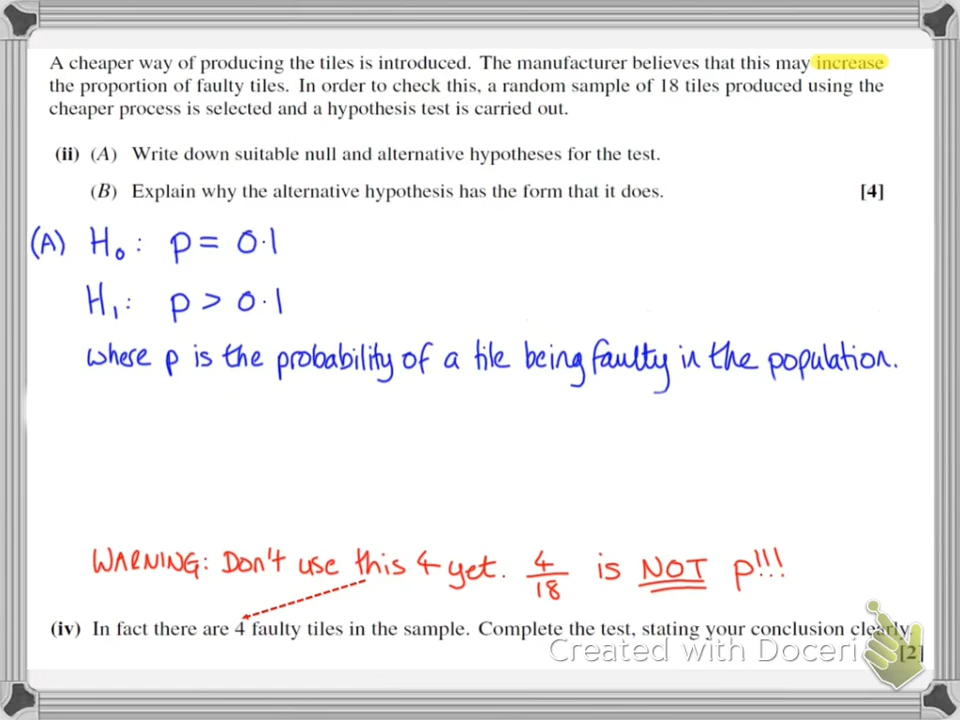 A cheaper way of producing the tiles is introduced. The manufacturer believes that this may increase
the proportion of faulty tiles. In order to check this, a random sample of 18 tiles produced using the
cheaper process is selected and a hypothesis test is carried out.
(ii) (A) Write down suitable null and alternative hypotheses for the test.
(B) Explain why the alternative hypothesis has the form that it does. [4]
(A) H₀: p = 0·1
H₁: p > 0·1
where p is the probability of a tile being faulty in the population.
WARNING: Don't use this 4 yet. 4/18 is NOT p!!!
(iv) In fact there are 4 faulty tiles in the sample. Complete the test, stating your conclusion clearly.
[2]
Created with Doceri